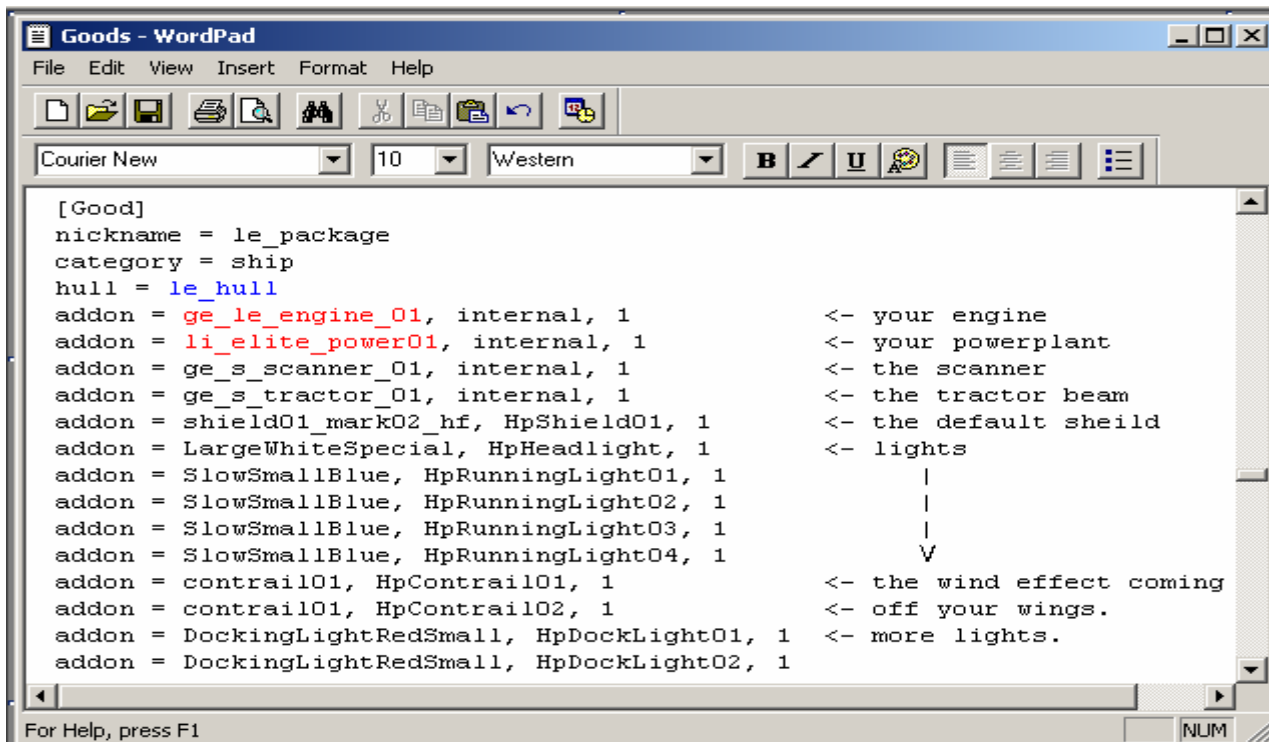 Goods - WordPad
File Edit View Insert Format Help
Courier New 10 Western B I U
[Good]
nickname = le_package
category = ship
hull = le_hull
addon = ge_le_engine_01, internal, 1 <- your engine
addon = li_elite_power01, internal, 1 <- your powerplant
addon = ge_s_scanner_01, internal, 1 <- the scanner
addon = ge_s_tractor_01, internal, 1 <- the tractor beam
addon = shield01_mark02_hf, HpShield01, 1 <- the default sheild
addon = LargeWhiteSpecial, HpHeadlight, 1 <- lights
addon = SlowSmallBlue, HpRunningLight01, 1 |
addon = SlowSmallBlue, HpRunningLight02, 1 |
addon = SlowSmallBlue, HpRunningLight03, 1 |
addon = SlowSmallBlue, HpRunningLight04, 1 V
addon = contrail01, HpContrail01, 1 <- the wind effect coming
addon = contrail01, HpContrail02, 1 <- off your wings.
addon = DockingLightRedSmall, HpDockLight01, 1 <- more lights.
addon = DockingLightRedSmall, HpDockLight02, 1
For Help, press F1 NUM